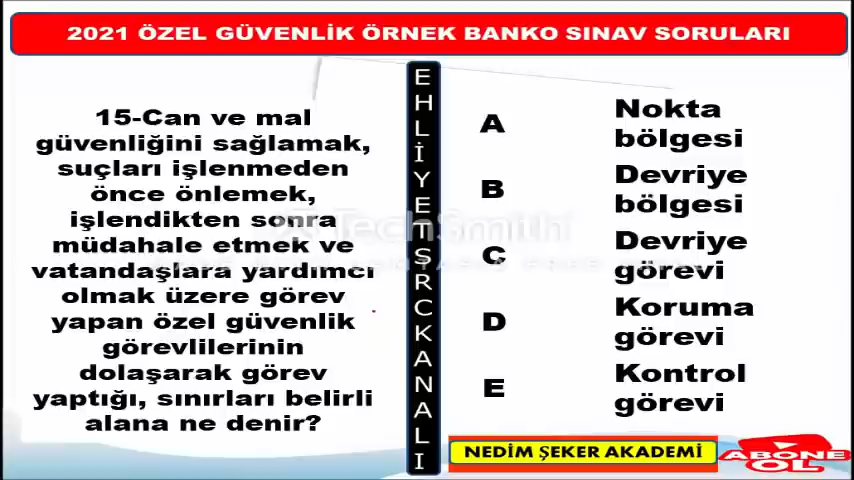 2021 ÖZEL GÜVENLİK ÖRNEK BANKO SINAV SORULARI
15-Can ve mal
güvenliğini sağlamak,
suçları işlenmeden
önce önlemek,
işlendikten sonra
müdahale etmek ve
vatandaşlara yardımcı
olmak üzere görev
yapan özel güvenlik
görevlilerinin
dolaşarak görev
yaptığı, sınırları belirli
alana ne denir?
EHLİYETSRCKANALI
A Nokta
bölgesi
B Devriye
bölgesi
C Devriye
görevi
D Koruma
görevi
E Kontrol
görevi
TechSmith
NEDİM ŞEKER AKADEMİ
ABONE
OL